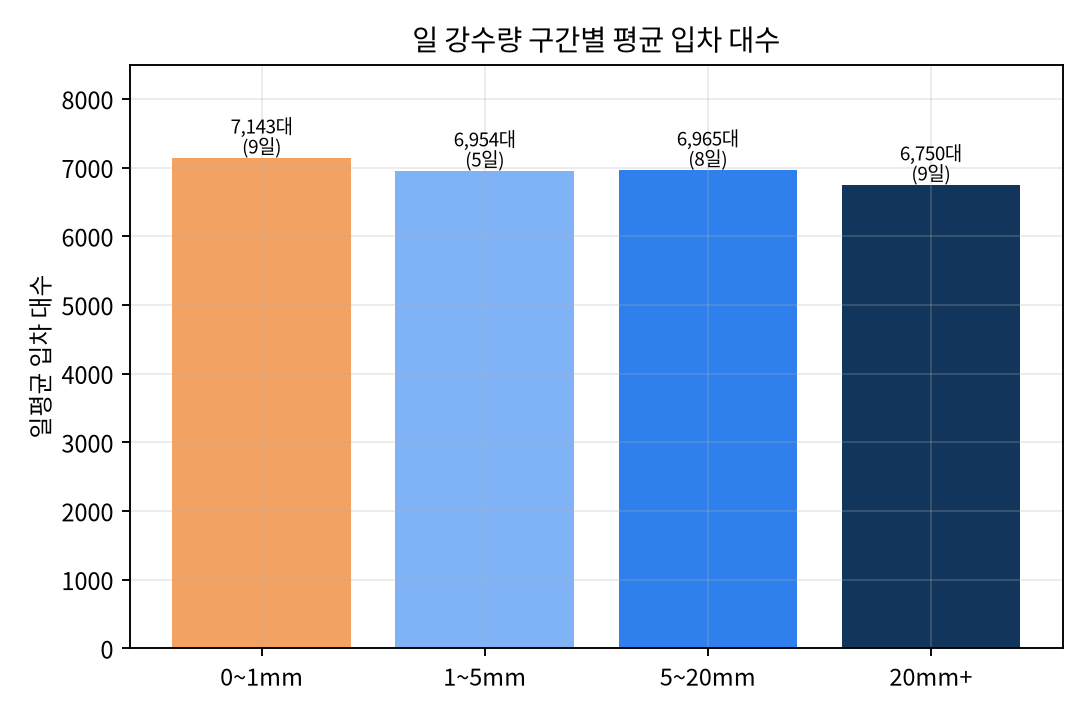 일 강수량 구간별 평균 입차 대수
일평균 입차 대수
8000
7000
6000
5000
4000
3000
2000
1000
0
7,143대
(9일)
6,954대
(5일)
6,965대
(8일)
6,750대
(9일)
0~1mm
1~5mm
5~20mm
20mm+